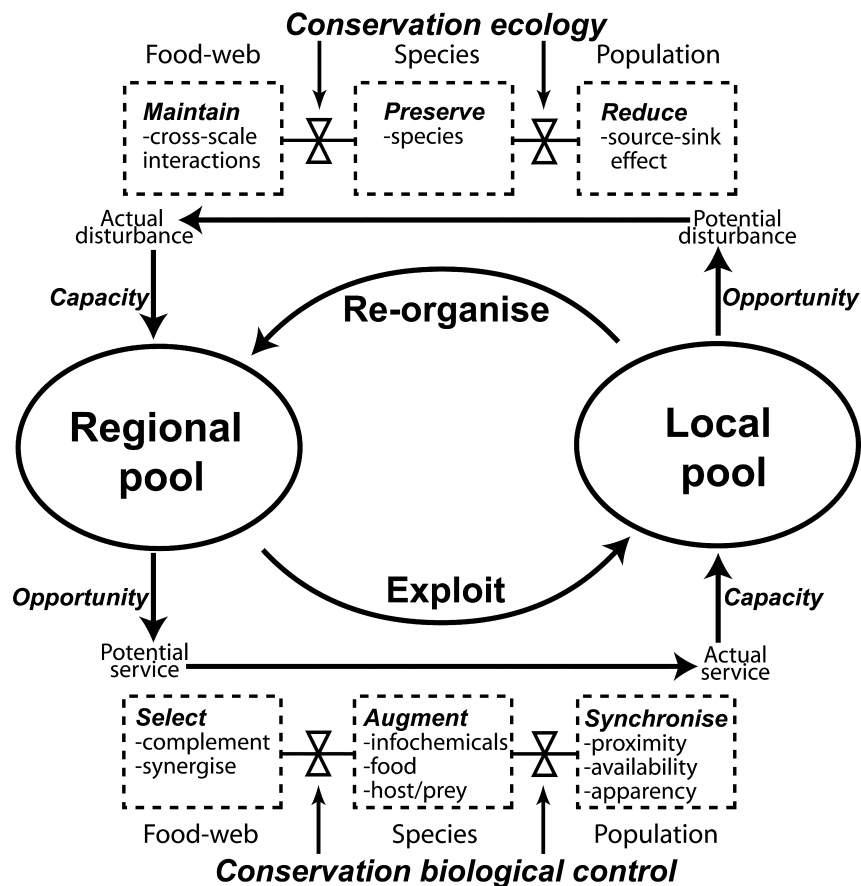 Conservation ecology
Food-web
Species
Population
Maintain
-cross-scale
interactions
Preserve
-species
Reduce
-source-sink
effect
Actual
disturbance
Potential
disturbance
Capacity
Opportunity
Re-organise
Regional
pool
Local
pool
Exploit
Opportunity
Capacity
Potential
service
Actual
service
Select
-complement
-synergise
Augment
-infochemicals
-food
-host/prey
Synchronise
-proximity
-availability
-apparency
Food-web
Species
Population
Conservation biological control